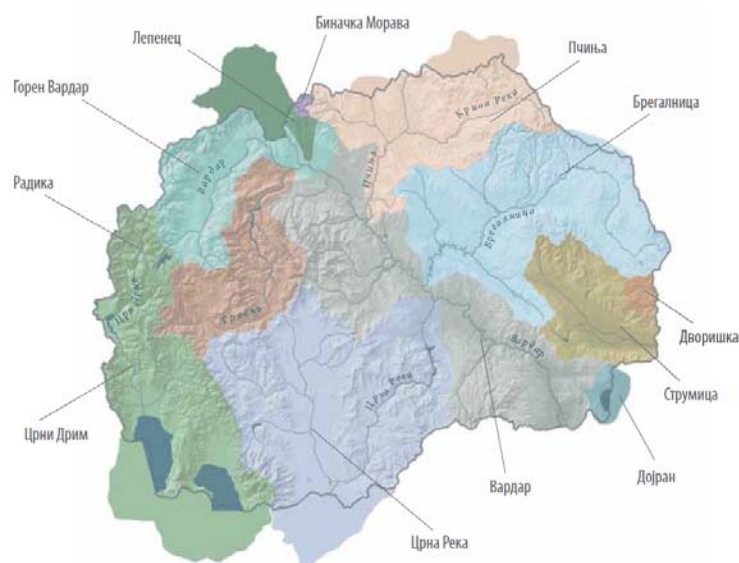 Биначка Морава
Лепенец
Пчиња
Горен Вардар
Брегалница
Крива Река
Радика
Вардар
Пчиња
Брегалница
Треска
Вардар
Црна Река
Дворишка
Струмица
Црни Дрим
Дојран
Вардар
Црна Река